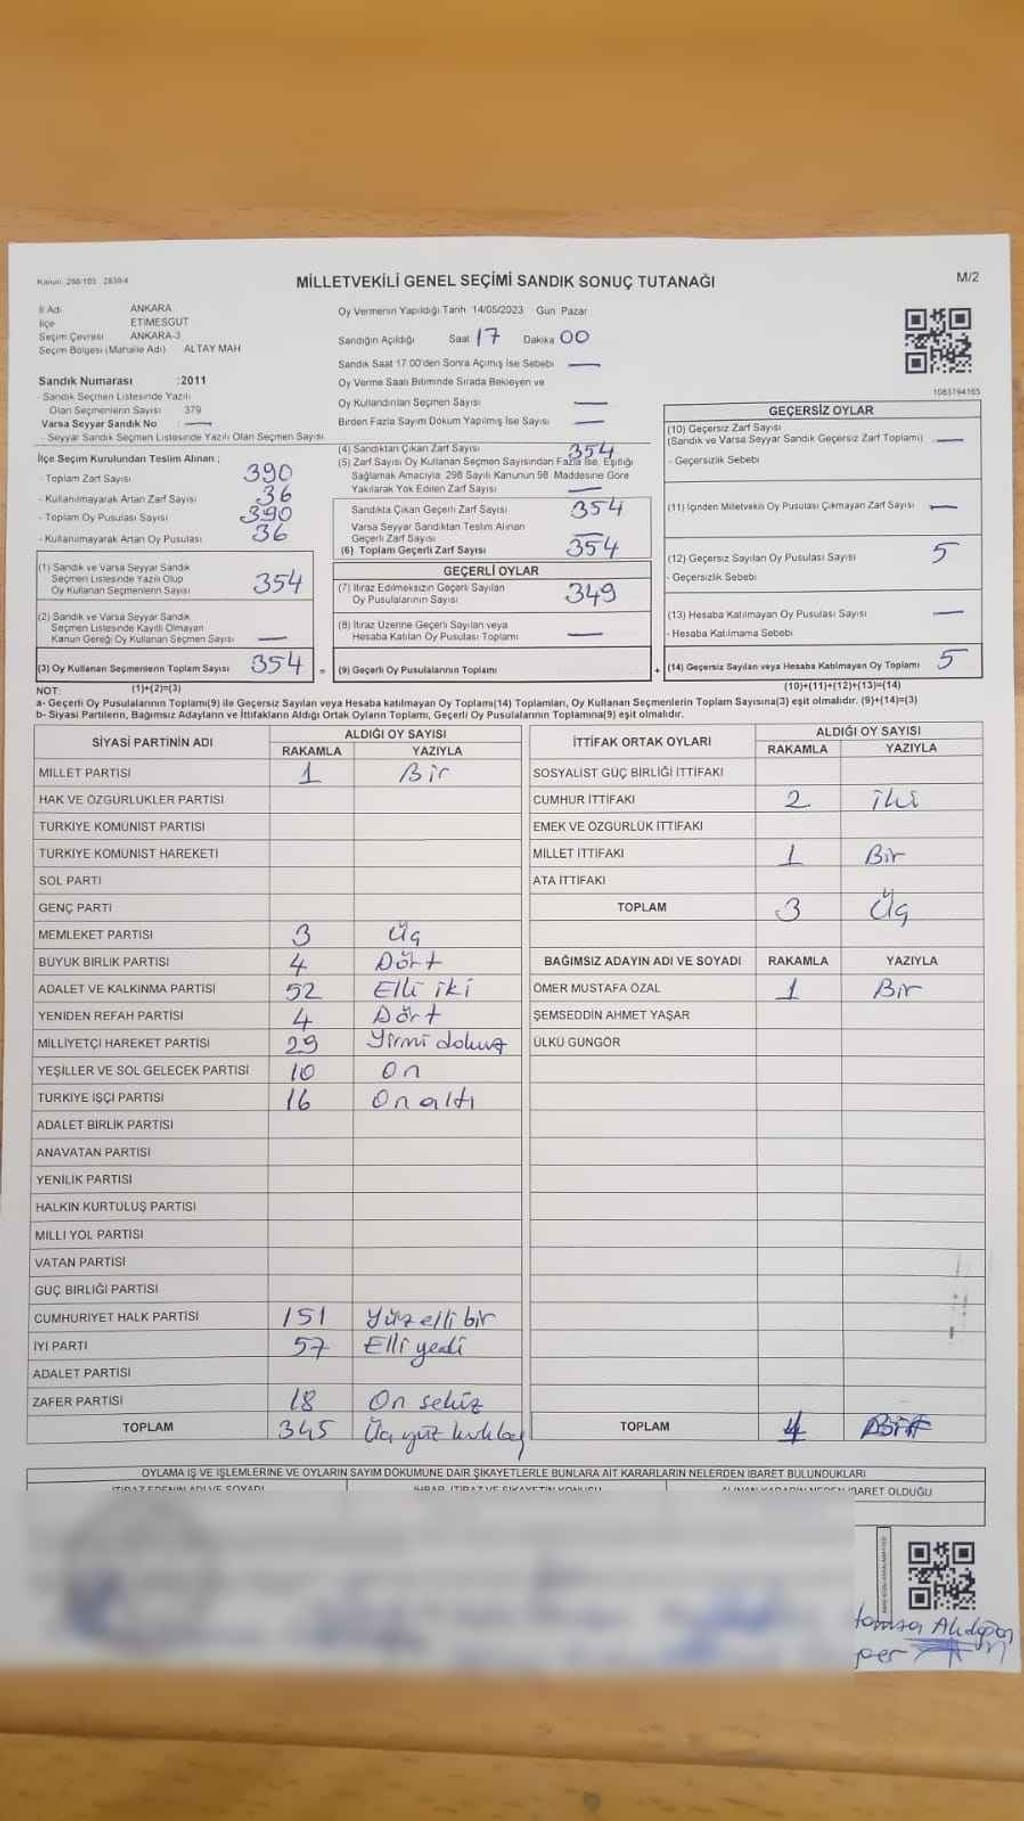 Kanun: 298/105 2839/4
MİLLETVEKİLİ GENEL SEÇİMİ SANDIK SONUÇ TUTANAĞI
M/2
İl Adı ANKARA
İlçe ETİMESGUT
Seçim Çevresi ANKARA-3
Seçim Bölgesi (Mahalle Adı) ALTAY MAH
Sandık Numarası :2011
- Sandık Seçmen Listesinde Yazılı
Olan Seçmenlerin Sayısı 379
Varsa Seyyar Sandık No —
- Seyyar Sandık Seçmen Listesinde Yazılı Olan Seçmen Sayısı
İlçe Seçim Kurulundan Teslim Alınan ;
- Toplam Zarf Sayısı 390
- Kullanılmayarak Artan Zarf Sayısı 36
- Toplam Oy Pusulası Sayısı 390
- Kullanılmayarak Artan Oy Pusulası 36
(1) Sandık ve Varsa Seyyar Sandık
Seçmen Listesinde Yazılı Olup
Oy Kullanan Seçmenlerin Sayısı 354
(2) Sandık ve Varsa Seyyar Sandık
Seçmen Listesinde Kayıtlı Olmayan
Kanun Gereği Oy Kullanan Seçmen Sayısı —
(3) Oy Kullanan Seçmenlerin Toplam Sayısı 354 =
Oy Vermenin Yapıldığı Tarih 14/05/2023 Gün Pazar
Sandığın Açıldığı Saat 17 Dakika 00
Sandık Saat 17.00'den Sonra Açılmış İse Sebebi —
Oy Verme Saati Bitiminde Sırada Bekleyen ve
Oy Kullandırılan Seçmen Sayısı —
Birden Fazla Sayım Döküm Yapılmış İse Sayısı —
(4) Sandıktan Çıkan Zarf Sayısı 354
(5) Zarf Sayısı Oy Kullanan Seçmen Sayısından Fazla İse, Eşitliği
Sağlamak Amacıyla, 298 Sayılı Kanunun 98. Maddesine Göre
Yakılarak Yok Edilen Zarf Sayısı —
Sandıkta Çıkan Geçerli Zarf Sayısı 354
Varsa Seyyar Sandıktan Teslim Alınan
Geçerli Zarf Sayısı —
(6) Toplam Geçerli Zarf Sayısı 354
GEÇERLİ OYLAR
(7) İtiraz Edilmeksizin Geçerli Sayılan
Oy Pusulalarının Sayısı 349
(8) İtiraz Üzerine Geçerli Sayılan veya
Hesaba Katılan Oy Pusulası Toplamı —
(9) Geçerli Oy Pusulalarının Toplamı +
1083794165
GEÇERSİZ OYLAR
(10) Geçersiz Zarf Sayısı
(Sandık ve Varsa Seyyar Sandık Geçersiz Zarf Toplamı) —
- Geçersizlik Sebebi
(11) İçinden Milletvekili Oy Pusulası Çıkmayan Zarf Sayısı —
(12) Geçersiz Sayılan Oy Pusulası Sayısı 5
- Geçersizlik Sebebi
(13) Hesaba Katılmayan Oy Pusulası Sayısı —
- Hesaba Katılmama Sebebi
(14) Geçersiz Sayılan veya Hesaba Katılmayan Oy Toplamı 5
NOT: (1)+(2)=(3) (10)+(11)+(12)+(13)=(14)
a- Geçerli Oy Pusulalarının Toplamı(9) ile Geçersiz Sayılan veya Hesaba katılmayan Oy Toplamı(14) Toplamları, Oy Kullanan Seçmenlerin Toplam Sayısına(3) eşit olmalıdır. (9)+(14)=(3)
b- Siyasi Partilerin, Bağımsız Adayların ve İttifakların Aldığı Ortak Oyların Toplamı, Geçerli Oy Pusulalarının Toplamına(9) eşit olmalıdır.
SİYASİ PARTİNİN ADI ALDIĞI OY SAYISI
RAKAMLA YAZIYLA
MİLLET PARTİSİ 1 Bir
HAK VE ÖZGÜRLÜKLER PARTİSİ
TÜRKİYE KOMÜNİST PARTİSİ
TÜRKİYE KOMÜNİST HAREKETİ
SOL PARTİ
GENÇ PARTİ
MEMLEKET PARTİSİ 3 Üç
BÜYÜK BİRLİK PARTİSİ 4 Dört
ADALET VE KALKINMA PARTİSİ 52 Elli iki
YENİDEN REFAH PARTİSİ 4 Dört
MİLLİYETÇİ HAREKET PARTİSİ 29 Yirmi dokuz
YEŞİLLER VE SOL GELECEK PARTİSİ 10 On
TÜRKİYE İŞÇİ PARTİSİ 16 On altı
ADALET BİRLİK PARTİSİ
ANAVATAN PARTİSİ
YENİLİK PARTİSİ
HALKIN KURTULUŞ PARTİSİ
MİLLİ YOL PARTİSİ
VATAN PARTİSİ
GÜÇ BİRLİĞİ PARTİSİ
CUMHURİYET HALK PARTİSİ 151 Yüz elli bir
İYİ PARTİ 57 Elli yedi
ADALET PARTİSİ
ZAFER PARTİSİ 18 On sekiz
TOPLAM 345 Üç yüz kırkbeş
İTTİFAK ORTAK OYLARI ALDIĞI OY SAYISI
RAKAMLA YAZIYLA
SOSYALİST GÜÇ BİRLİĞİ İTTİFAKI
CUMHUR İTTİFAKI 2 iki
EMEK VE ÖZGÜRLÜK İTTİFAKI
MİLLET İTTİFAKI 1 Bir
ATA İTTİFAKI
TOPLAM 3 Üç
BAĞIMSIZ ADAYIN ADI VE SOYADI RAKAMLA YAZIYLA
ÖMER MUSTAFA ÖZAL 1 Bir
ŞEMSEDDİN AHMET YAŞAR
ÜLKÜ GÜNGÖR
TOPLAM
OYLAMA İŞ VE İŞLEMLERİNE VE OYLARIN SAYIM DÖKÜMÜNE DAİR ŞİKAYETLERLE BUNLARA AİT KARARLARIN NELERDEN İBARET BULUNDUKLARI